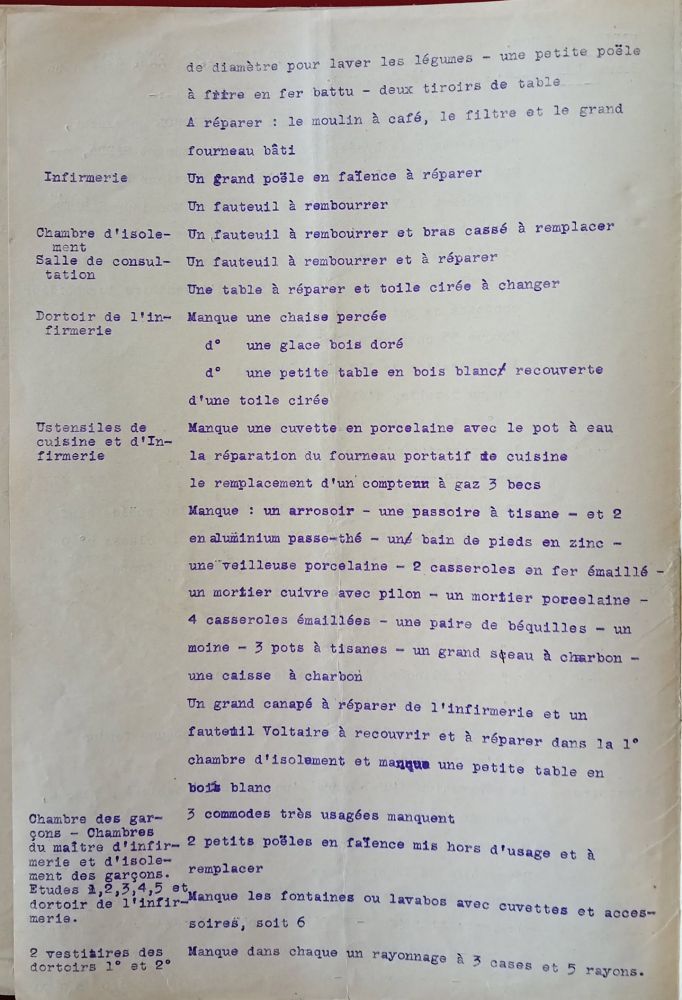 de diamètre pour laver les légumes - une petite poële
à frire en fer battu - deux tiroirs de table
A réparer : le moulin à café, le filtre et le grand
fourneau bâti
Infirmerie Un grand poële en faïence à réparer
Un fauteuil à rembourrer
Chambre d'isole- Un fauteuil à rembourrer et bras cassé à remplacer
ment
Salle de consul- Un fauteuil à rembourrer et à réparer
tation
Une table à réparer et toile cirée à changer
Dortoir de l'in- Manque une chaise percée
firmerie
d° une glace bois doré
d° une petite table en bois blanc recouverte
d'une toile cirée
Ustensiles de Manque une cuvette en porcelaine avec le pot à eau
cuisine et d'In- la réparation du fourneau portatif de cuisine
firmerie
le remplacement d'un compteur à gaz 3 becs
Manque : un arrosoir - une passoire à tisane - et 2
en aluminium passe-thé - un bain de pieds en zinc -
une veilleuse porcelaine - 2 casseroles en fer émaillé -
un mortier cuivre avec pilon - un mortier porcelaine -
4 casseroles émaillées - une paire de béquilles - un
moine - 3 pots à tisanes - un grand sceau à charbon -
une caisse à charbon
Un grand canapé à réparer de l'infirmerie et un
fauteuil Voltaire à recouvrir et à réparer dans la 1°
chambre d'isolement et manque une petite table en
bois blanc
Chambre des gar- 3 commodes très usagées manquent
çons - Chambres
du maître d'infir- 2 petits poëles en faïence mis hors d'usage et à
merie et d'isole- remplacer
ment des garçons.
Etudes 1,2,3,4,5 et
dortoir de l'infir- Manque les fontaines ou lavabos avec cuvettes et acces-
merie. soires, soit 6
2 vestiaires des Manque dans chaque un rayonnage à 3 cases et 5 rayons.
dortoirs 1° et 2°